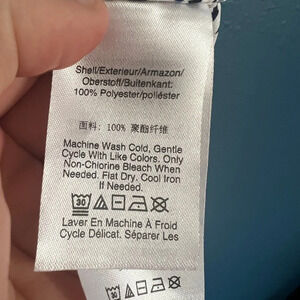 Shell/Exterieur/Armazon/
Oberstoff/Buitenkant:
100% Polyester/poliéster
面料: 100% 聚酯纤维
Machine Wash Cold, Gentle
Cycle With Like Colors. Only
Non-Chlorine Bleach When
Needed. Flat Dry. Cool Iron
If Needed.
30
Laver En Machine À Froid
Cycle Délicat. Séparer Les
30